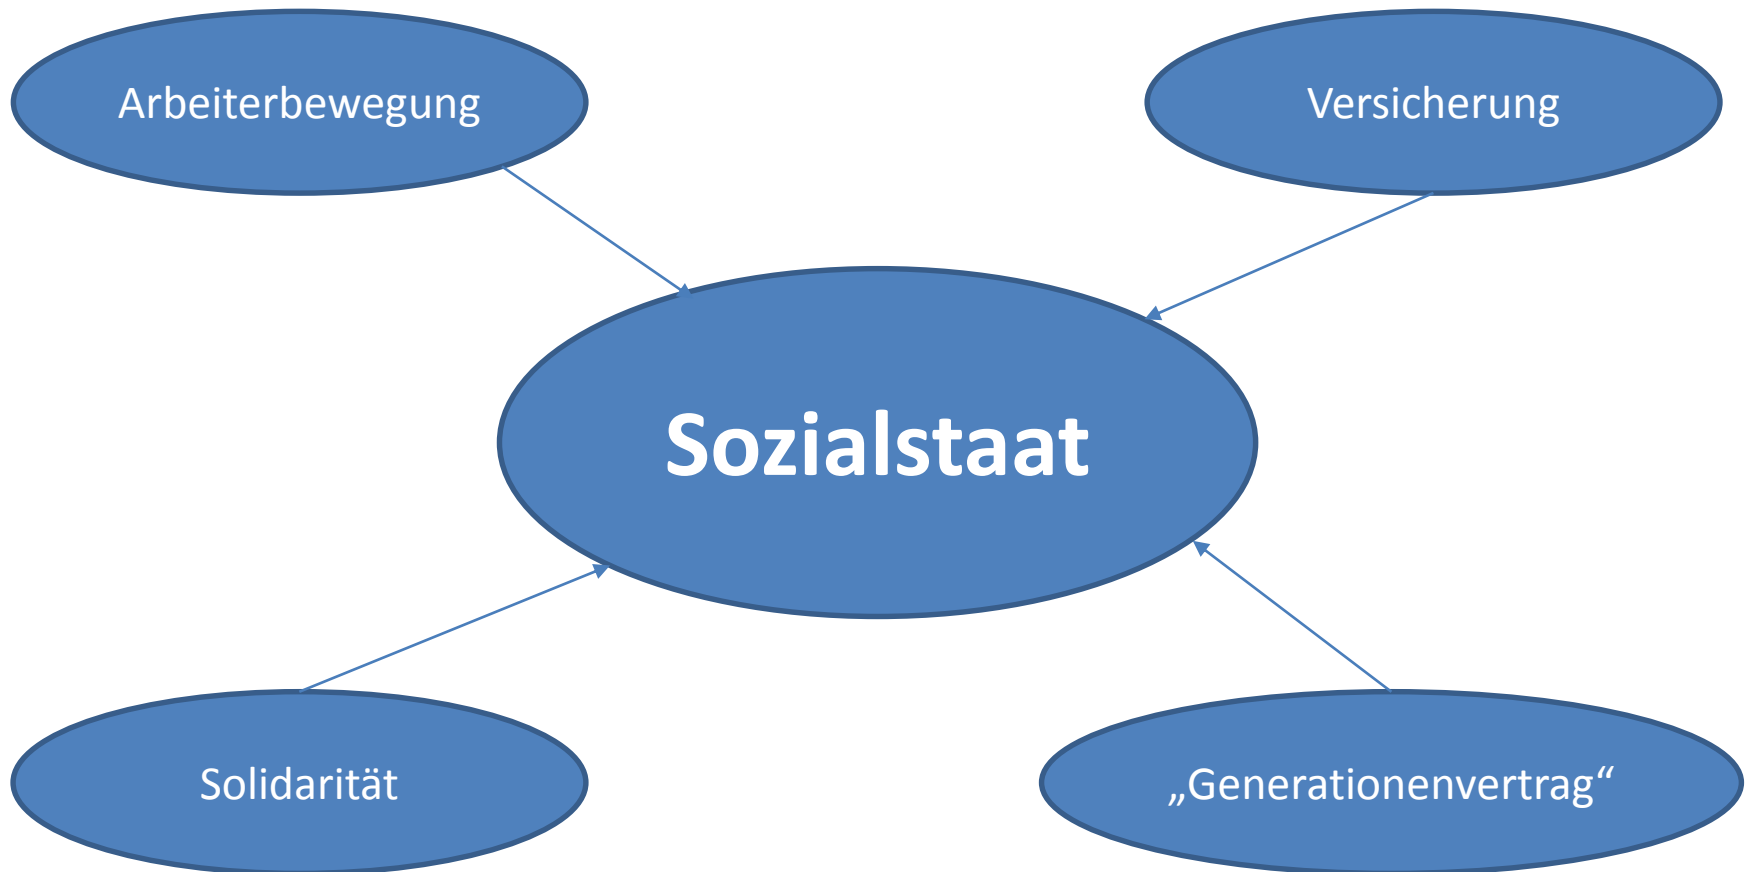 Arbeiterbewegung
Versicherung
Sozialstaat
Solidarität
„Generationenvertrag“